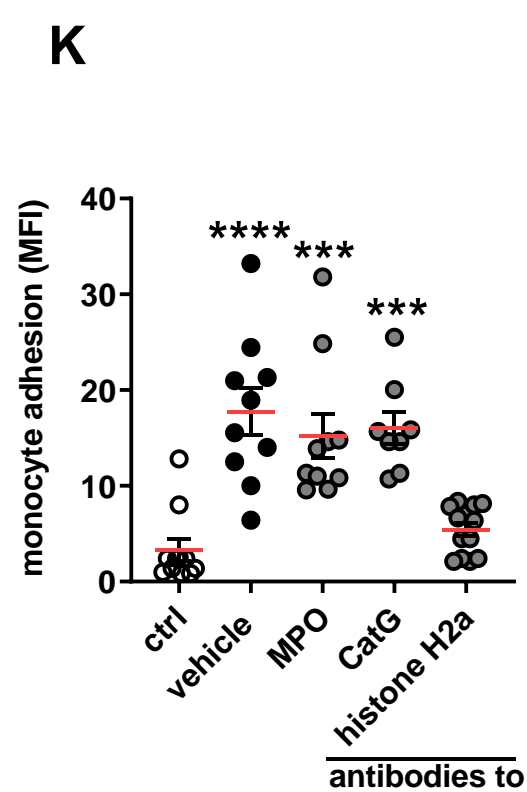 K
monocyte adhesion (MFI)
40
30
20
10
0
****
***
***
ctrl
vehicle
MPO
CatG
histone H2a
antibodies to